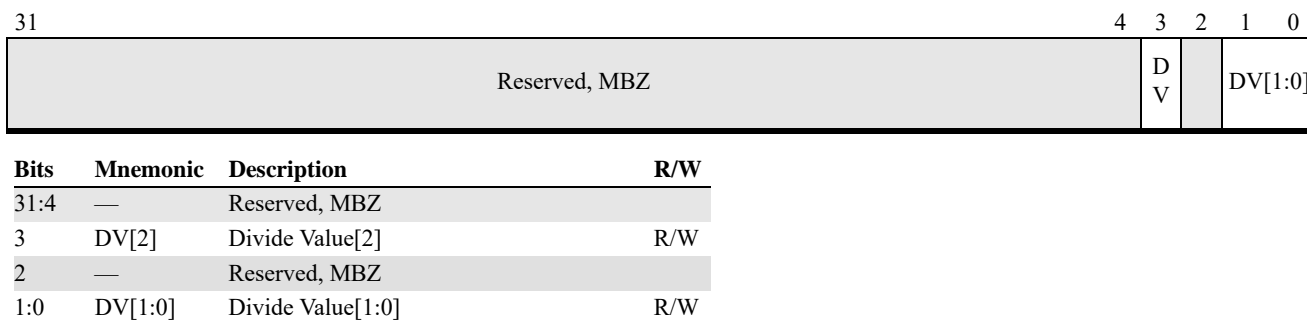 31 4 3 2 1 0
Reserved, MBZ D V DV[1:0]
Bits Mnemonic Description R/W
31:4 — Reserved, MBZ
3 DV[2] Divide Value[2] R/W
2 — Reserved, MBZ
1:0 DV[1:0] Divide Value[1:0] R/W